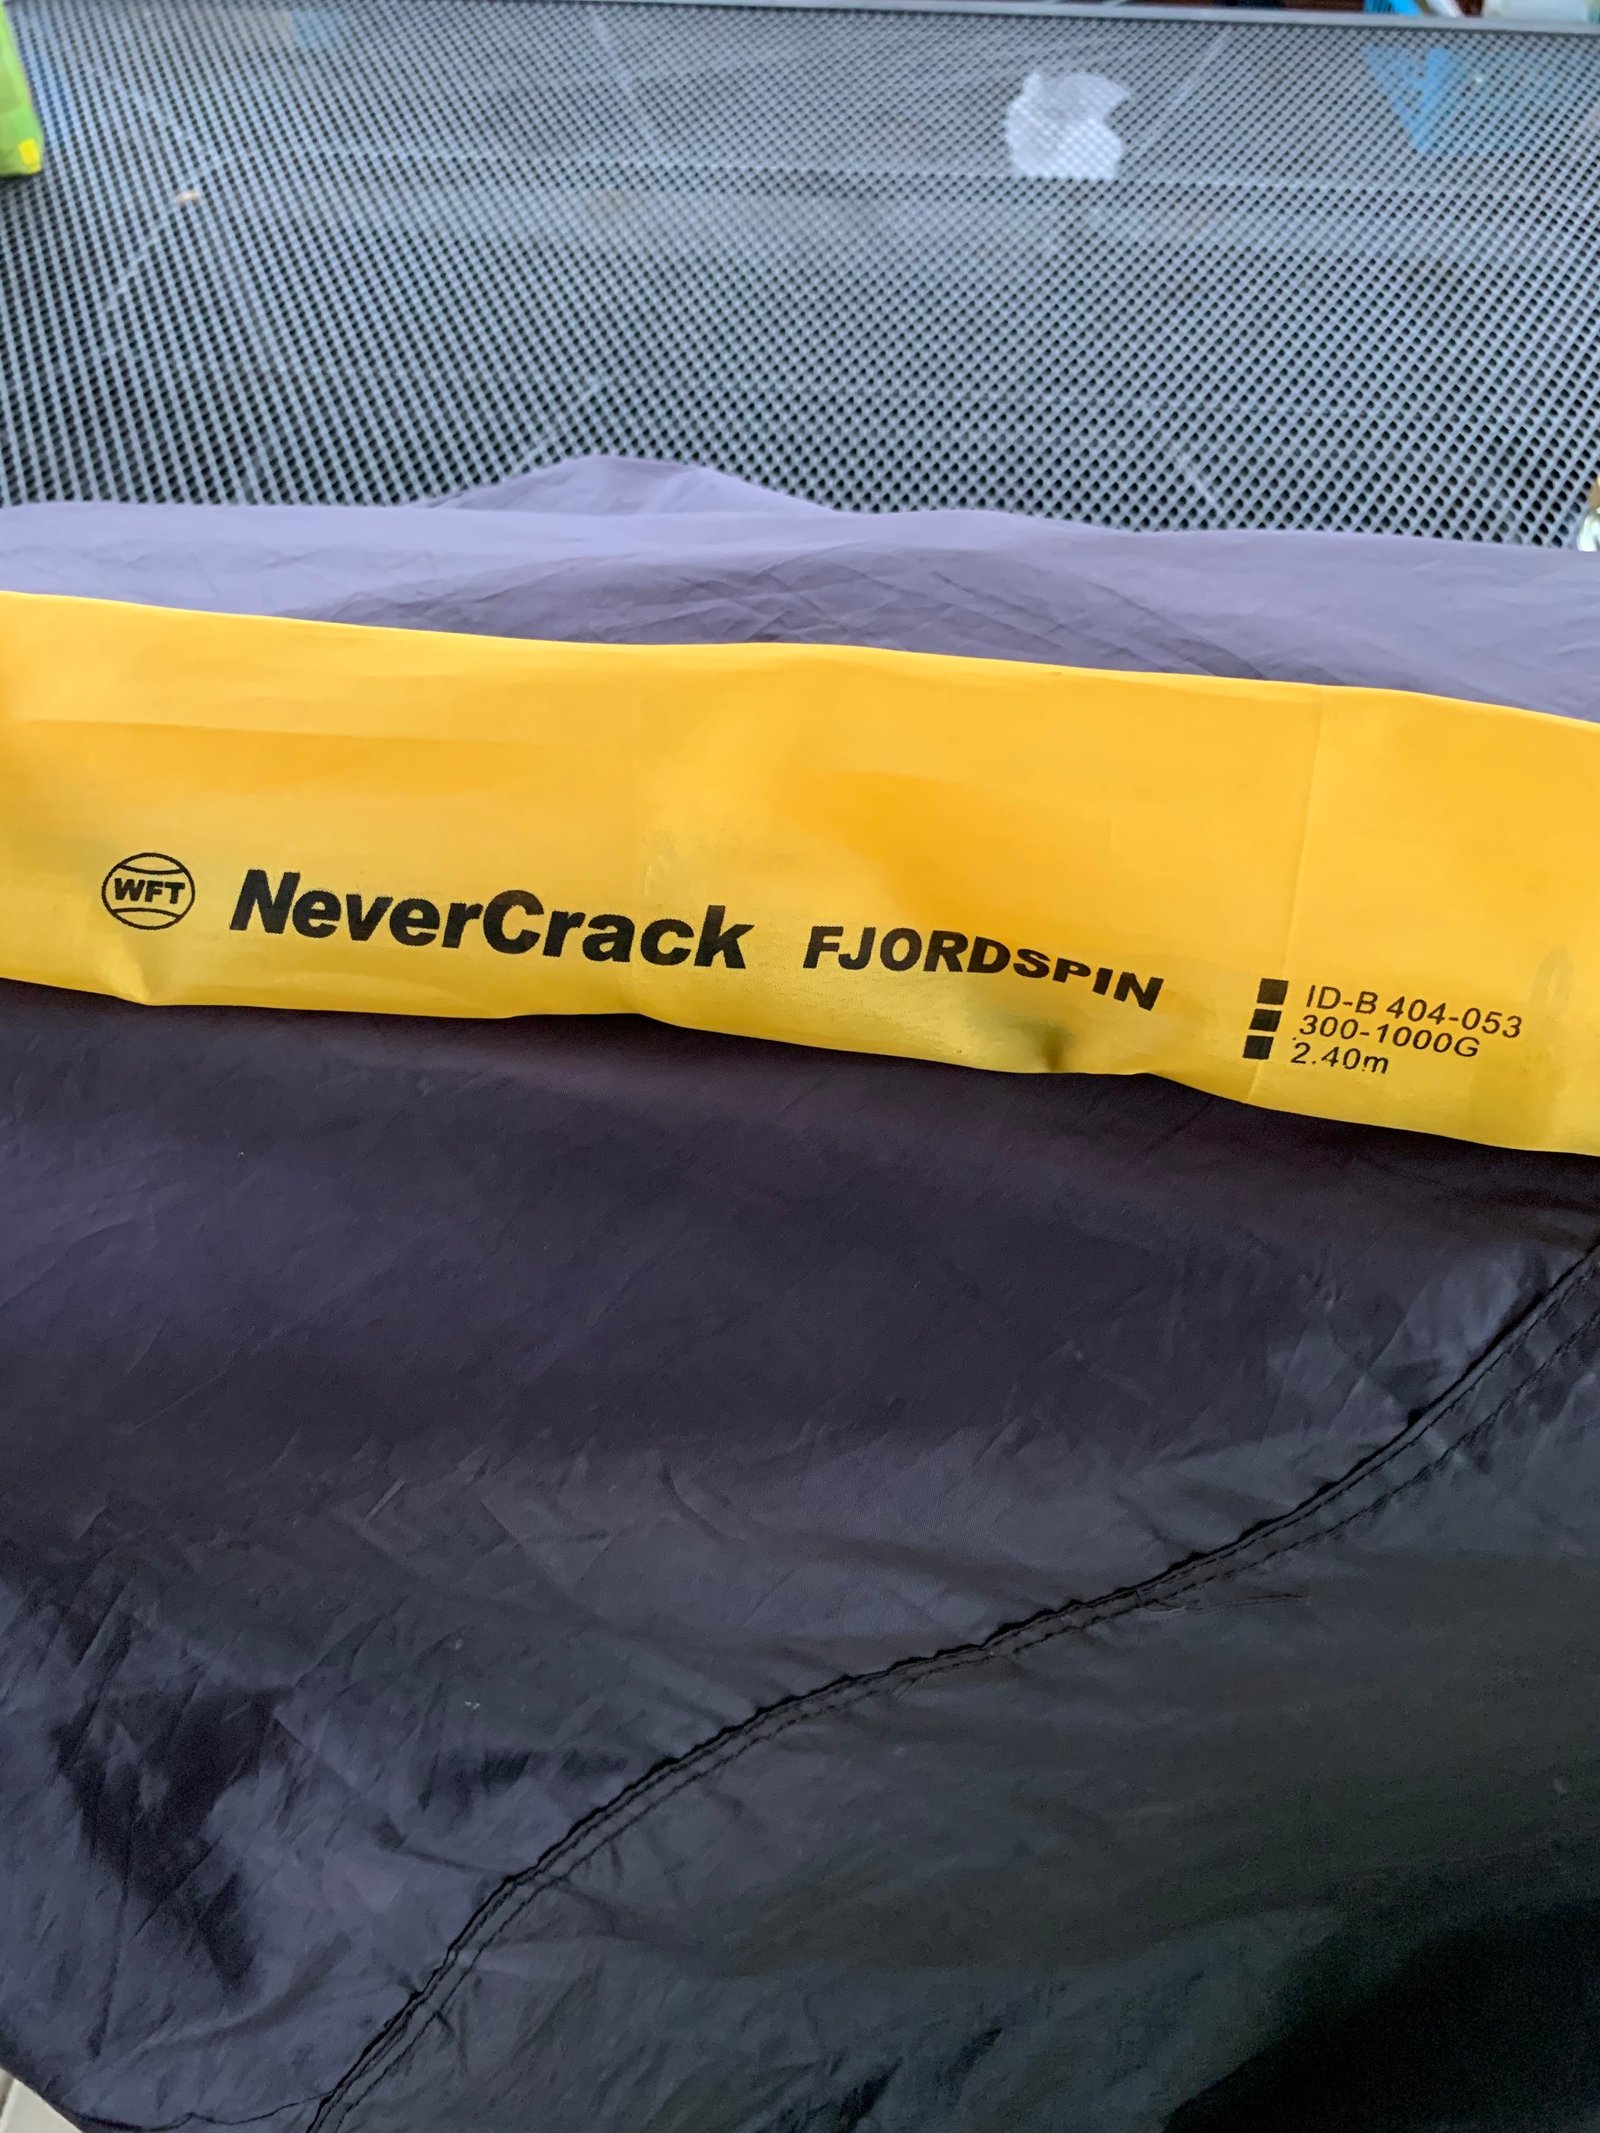 WFT NeverCrack FJORDSPIN
ID-B 404-053
300-1000G
2.40m